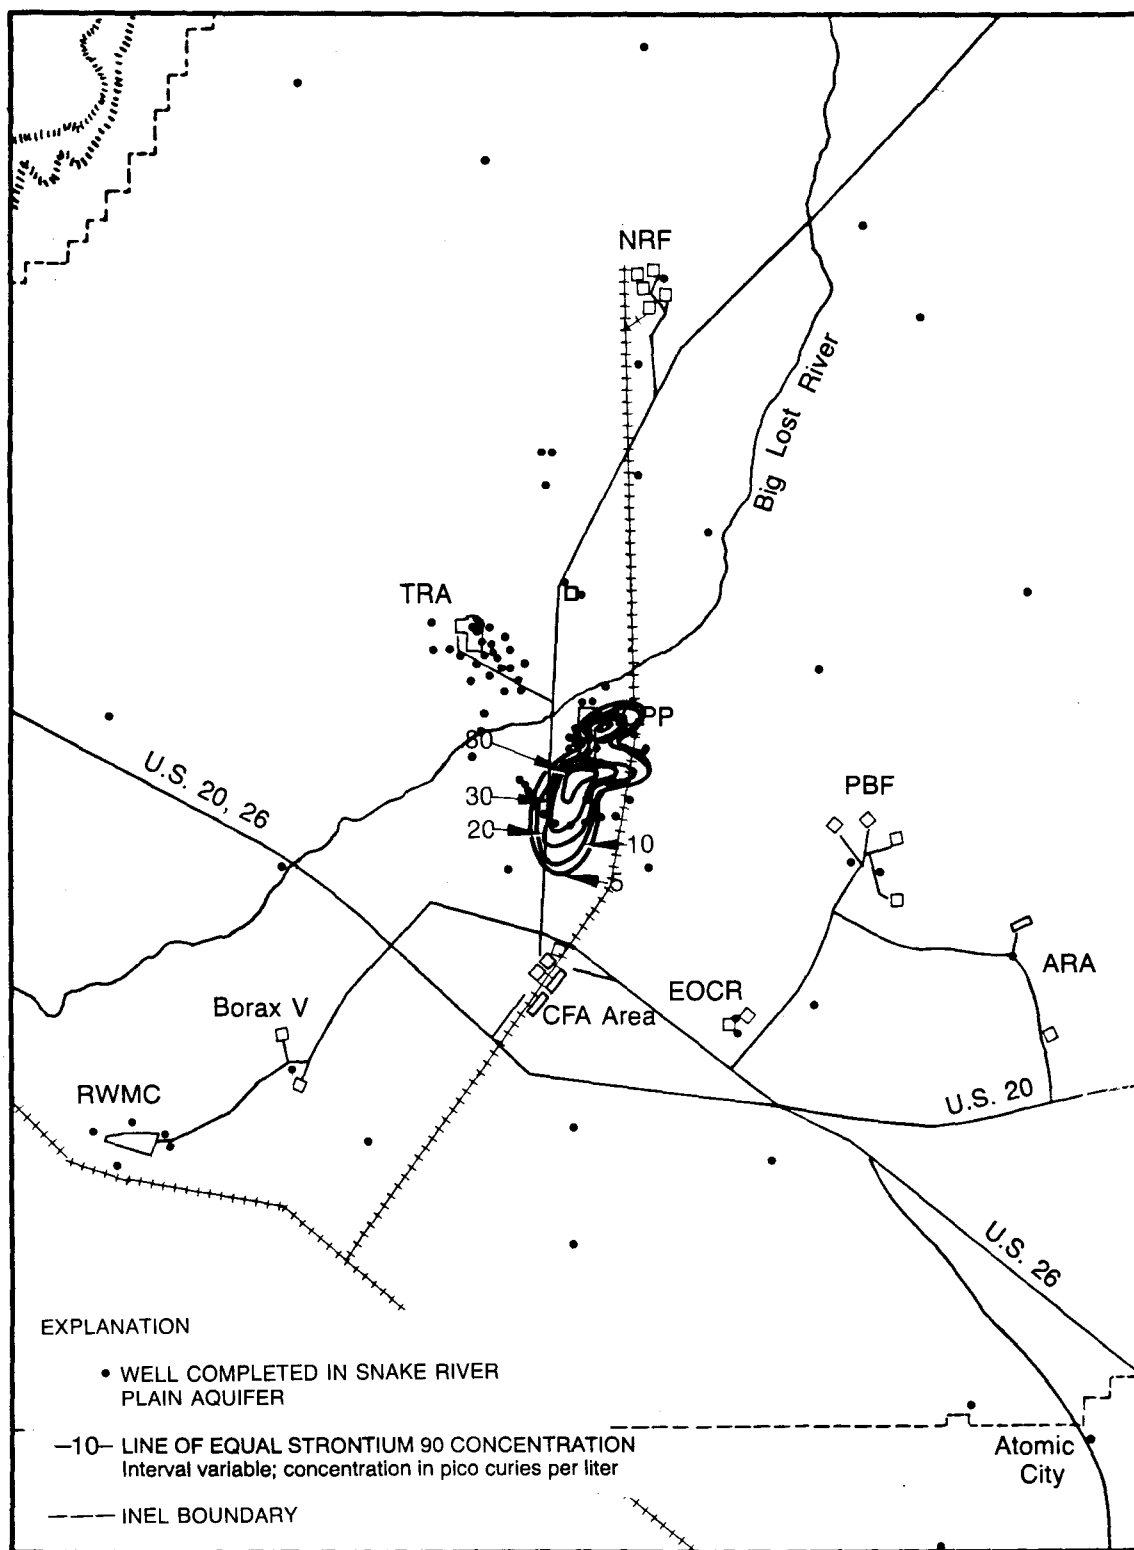 NRF
Big Lost River
TRA
PP
60
U.S. 20, 26
30
PBF
20
10
5
ARA
EOCR
Borax V
CFA Area
RWMC
U.S. 20
U.S. 26
EXPLANATION
WELL COMPLETED IN SNAKE RIVER
PLAIN AQUIFER
—10— LINE OF EQUAL STRONTIUM 90 CONCENTRATION
Interval variable; concentration in pico curies per liter
INEL BOUNDARY
Atomic
City